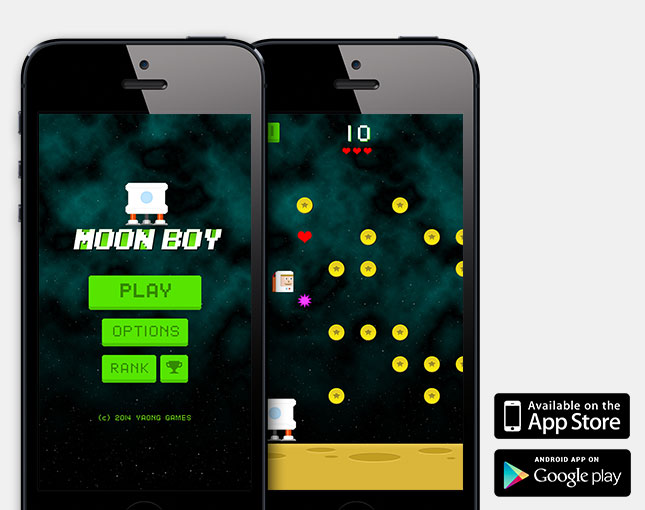 MOON BOY
PLAY
OPTIONS
RANK
(c) 2014 YAONG GAMES
10
Available on the
App Store
ANDROID APP ON
Google play